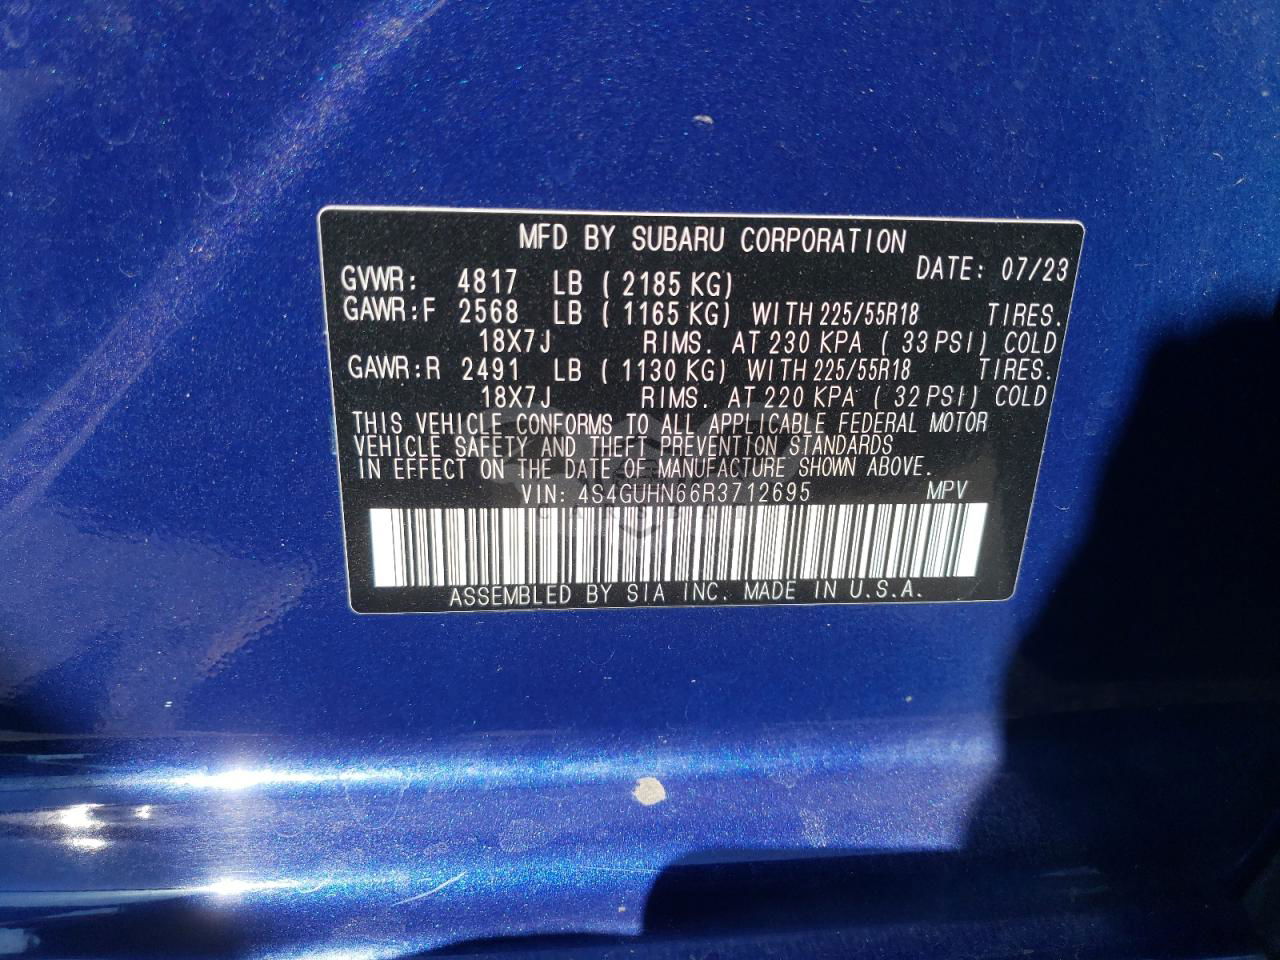 MFD BY SUBARU CORPORATION
DATE: 07/23
GVWR: 4817 LB ( 2185 KG)
GAWR:F 2568 LB ( 1165 KG) WITH 225/55R18 TIRES.
18X7J RIMS. AT 230 KPA ( 33 PSI) COLD
GAWR:R 2491 LB ( 1130 KG) WITH 225/55R18 TIRES.
18X7J RIMS. AT 220 KPA ( 32 PSI) COLD
THIS VEHICLE CONFORMS TO ALL APPLICABLE FEDERAL MOTOR
VEHICLE SAFETY AND THEFT PREVENTION STANDARDS
IN EFFECT ON THE DATE OF MANUFACTURE SHOWN ABOVE.
VIN: 4S4GUHN66R3712695 MPV
ASSEMBLED BY SIA INC. MADE IN U.S.A.